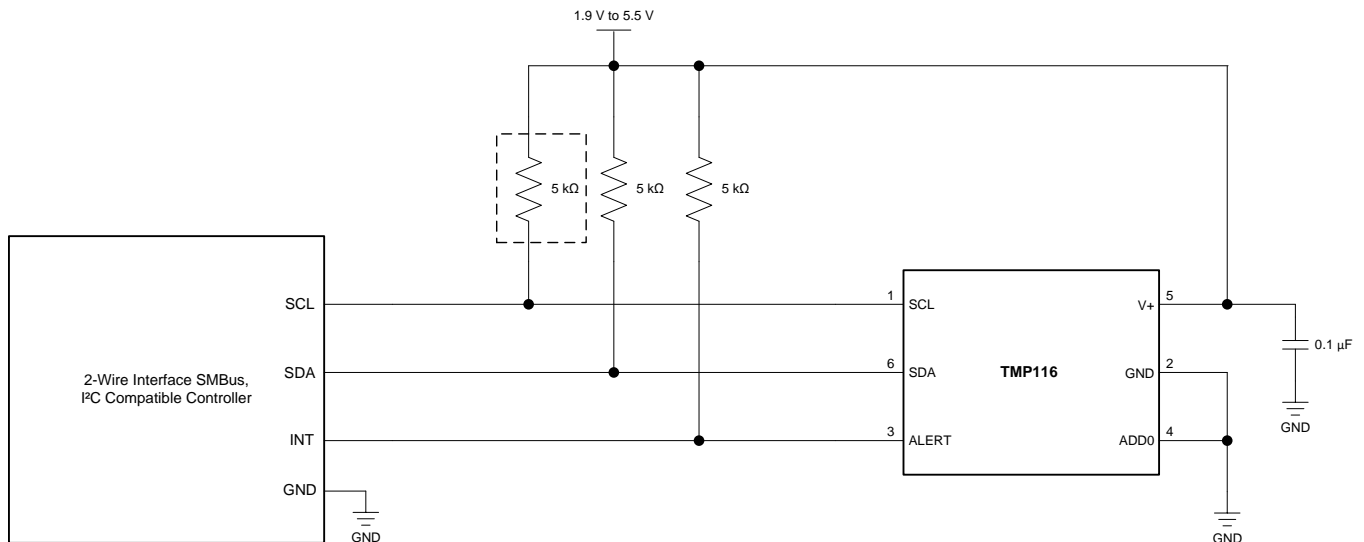 1.9 V to 5.5 V
5 kΩ
5 kΩ
5 kΩ
SCL
1
SCL
V+
5
0.1 µF
2-Wire Interface SMBus,
I²C Compatible Controller
SDA
6
SDA
TMP116
GND
2
GND
INT
3
ALERT
ADD0
4
GND
GND
GND